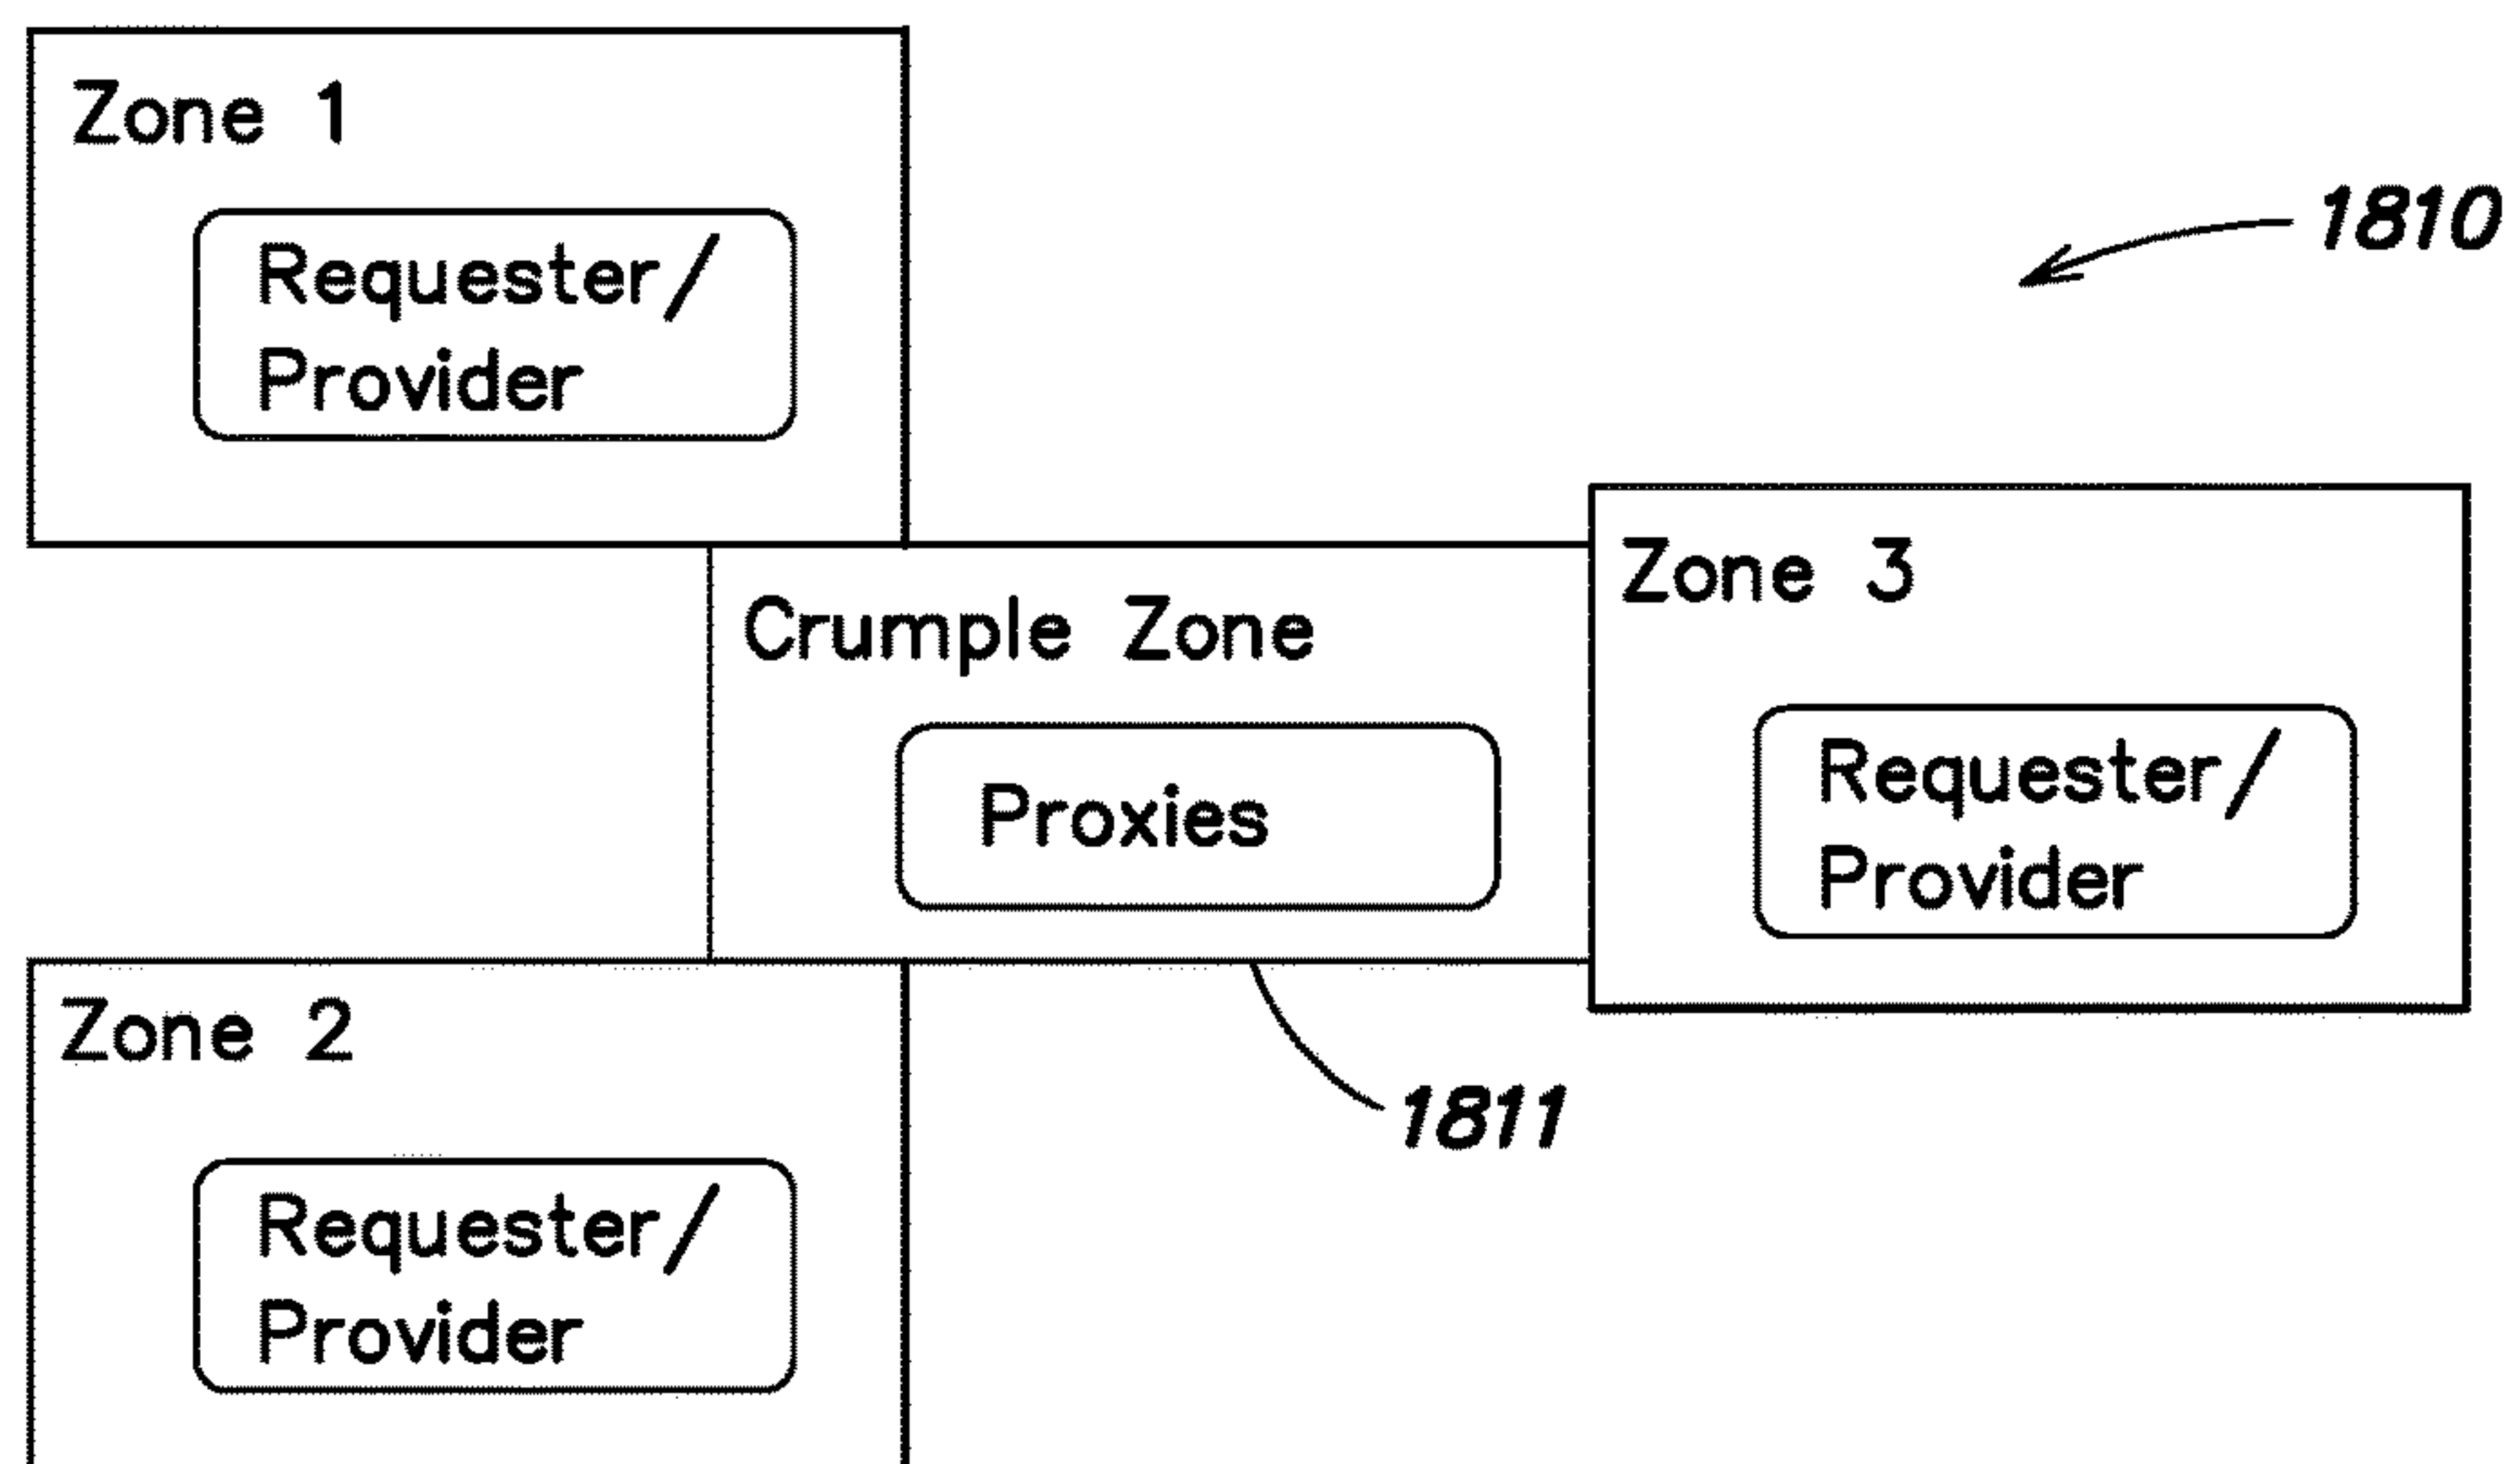 Zone 1
Requester/
Provider
1810
Zone 3
Crumple Zone
Requester/
Provider
Proxies
Zone 2
1811
Requester/
Provider